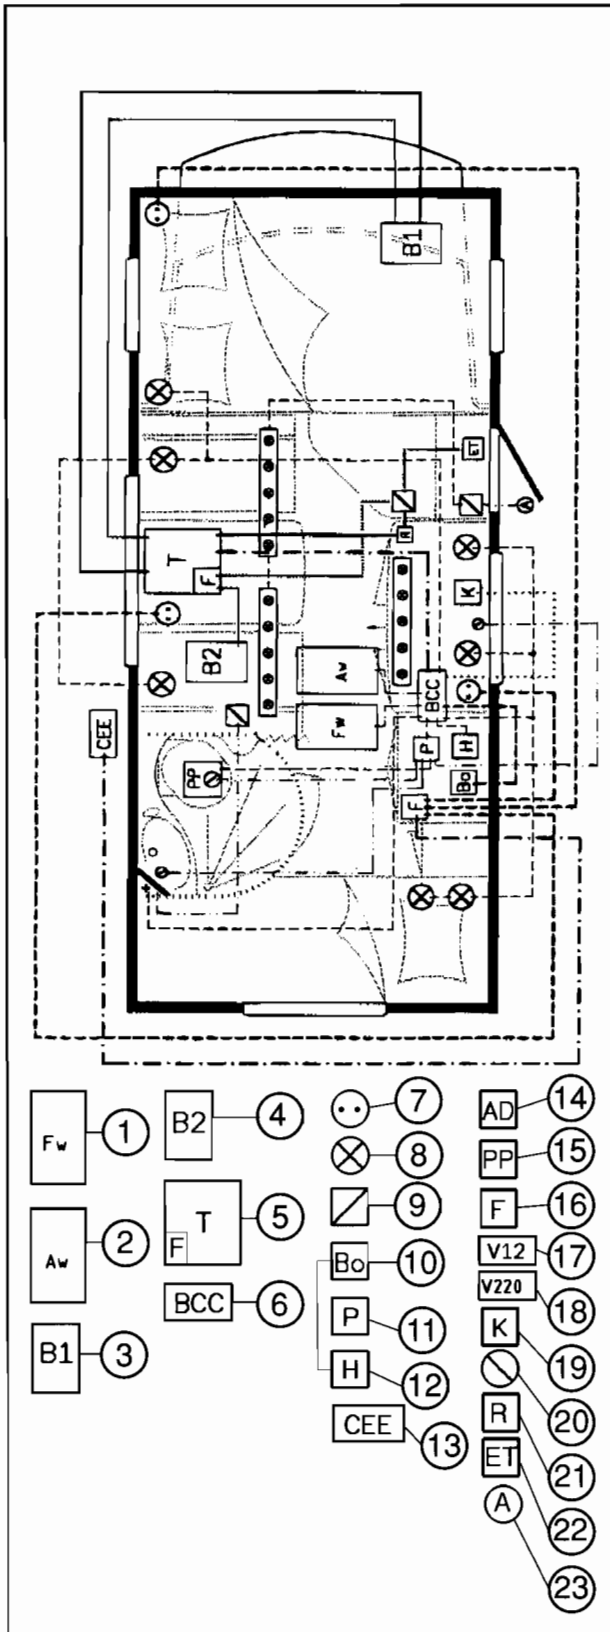 B1
ET
A
R
T
F
K
B2
Aw
BCC
CEE
Fw
P
H
PP
Bo
F
Fw 1
B2 4
7
AD 14
8
PP 15
Aw 2
T F 5
9
F 16
Bo 10
V12 17
BCC 6
P 11
V220 18
B1 3
H 12
K 19
CEE 13
20
R 21
ET 22
A 23